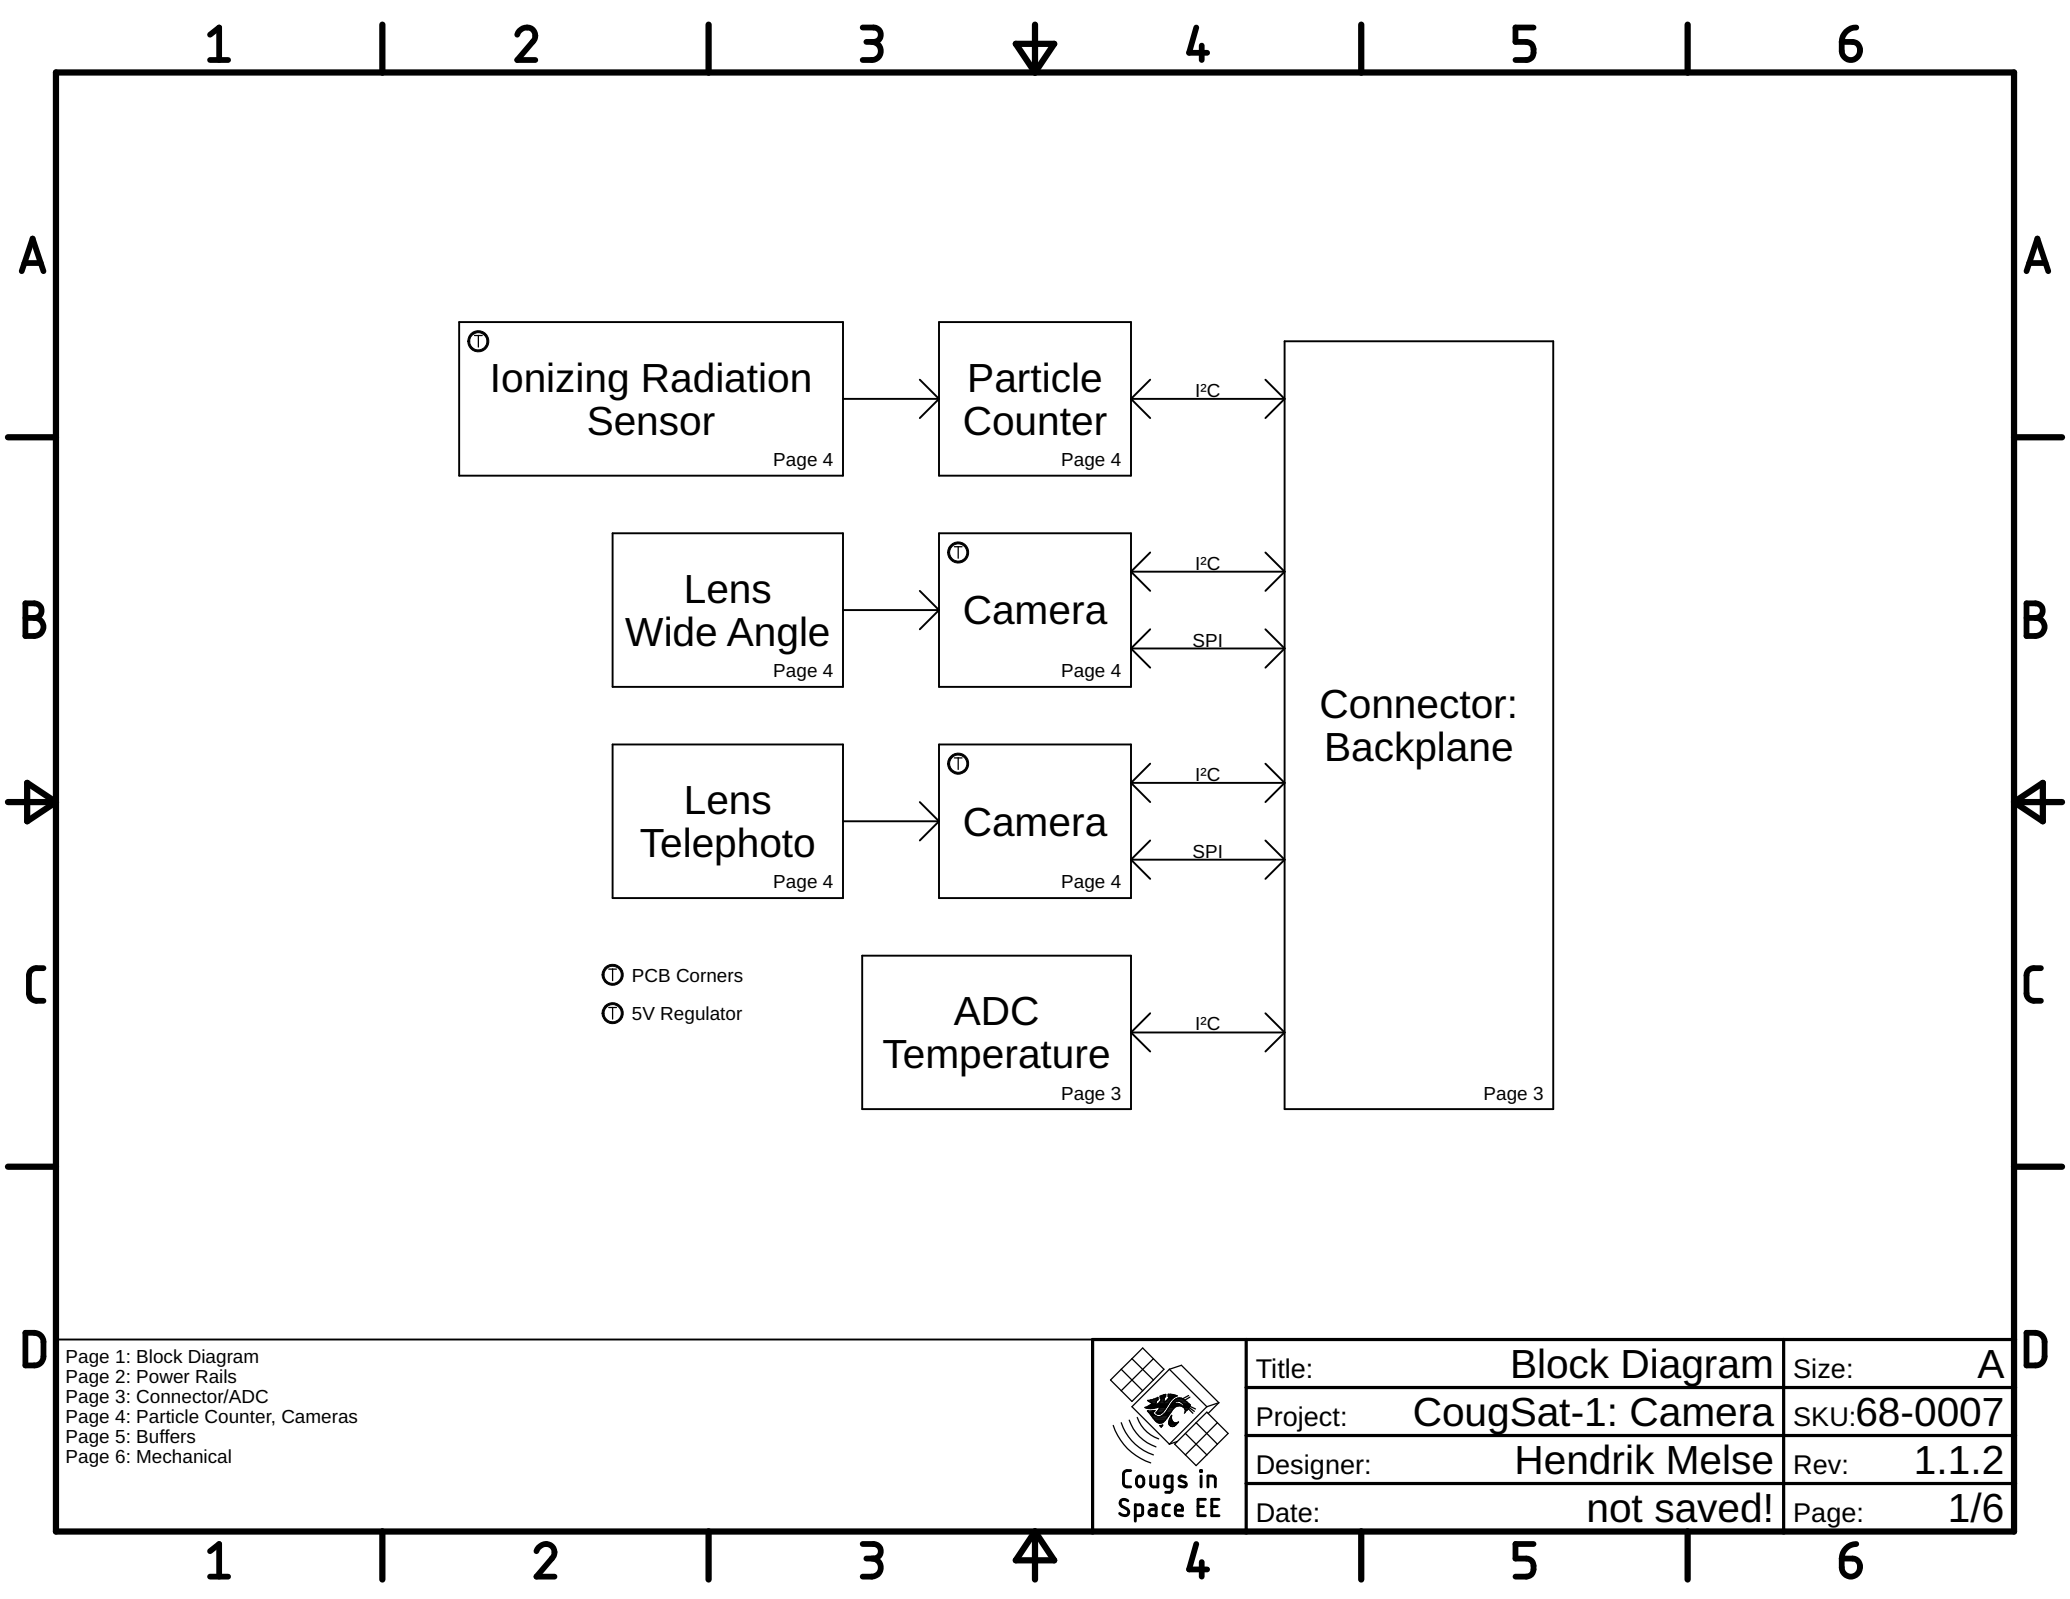 1 2 3 4 5 6
A A
Ⓣ
Ionizing Radiation
Sensor
Page 4
Particle
Counter
Page 4
I²C
Lens
Wide Angle
Page 4
Ⓣ
Camera
Page 4
I²C
SPI
B B
Lens
Telephoto
Page 4
Ⓣ
Camera
Page 4
I²C
SPI
Connector:
Backplane
Page 3
Ⓣ PCB Corners
Ⓣ 5V Regulator
C C
ADC
Temperature
Page 3
I²C
D D
Page 1: Block Diagram
Page 2: Power Rails
Page 3: Connector/ADC
Page 4: Particle Counter, Cameras
Page 5: Buffers
Page 6: Mechanical
Cougs in
Space EE
Title: Block Diagram Size: A
Project: CougSat-1: Camera SKU:68-0007
Designer: Hendrik Melse Rev: 1.1.2
Date: not saved! Page: 1/6
1 2 3 4 5 6